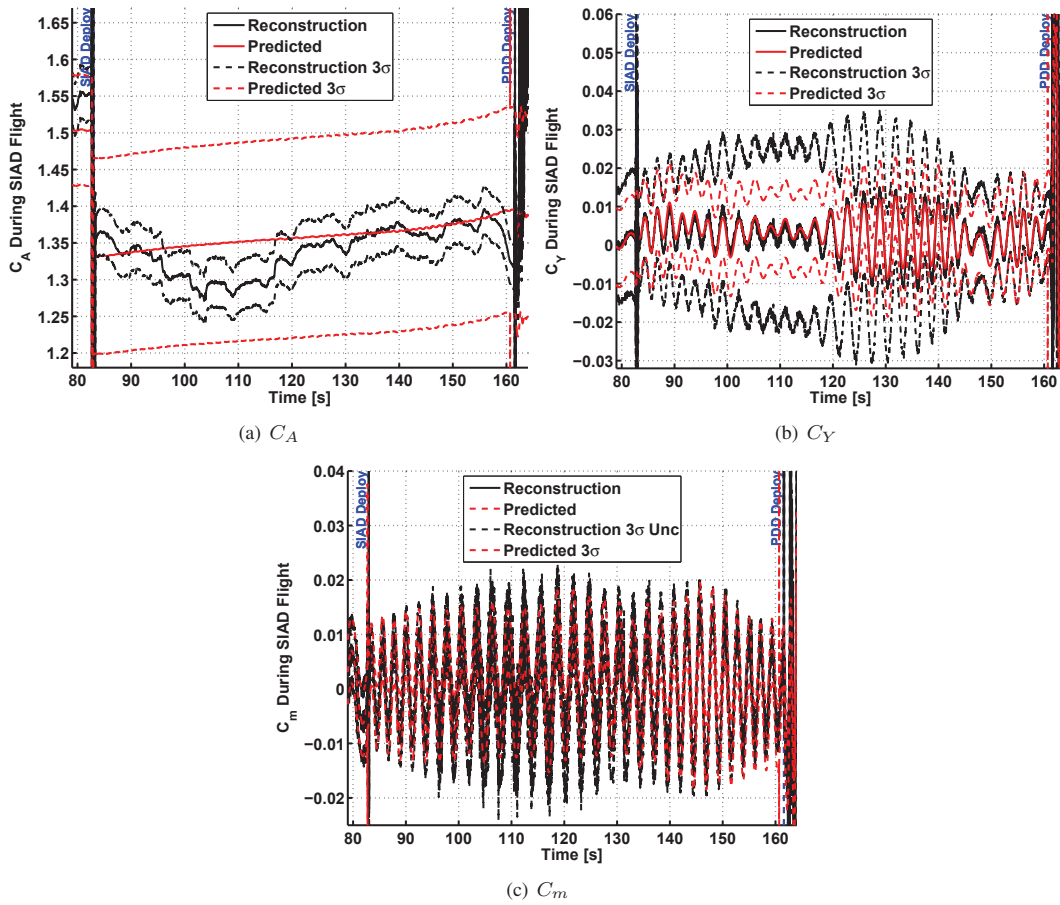 1.65
1.6
1.55
1.5
1.45
1.4
1.35
1.3
1.25
1.2
C_A During SIAD Flight
SIAD Deploy
PDD Deploy
Reconstruction
Predicted
Reconstruction 3σ
Predicted 3σ
80 90 100 110 120 130 140 150 160
Time [s]
(a) C_A
0.06
0.05
0.04
0.03
0.02
0.01
0
−0.01
−0.02
−0.03
C_Y During SIAD Flight
SIAD Deploy
PDD Deploy
Reconstruction
Predicted
Reconstruction 3σ
Predicted 3σ
80 90 100 110 120 130 140 150 160
Time [s]
(b) C_Y
0.04
0.03
0.02
0.01
0
−0.01
−0.02
C_m During SIAD Flight
SIAD Deploy
PDD Deploy
Reconstruction
Predicted
Reconstruction 3σ Unc
Predicted 3σ
80 90 100 110 120 130 140 150 160
Time [s]
(c) C_m